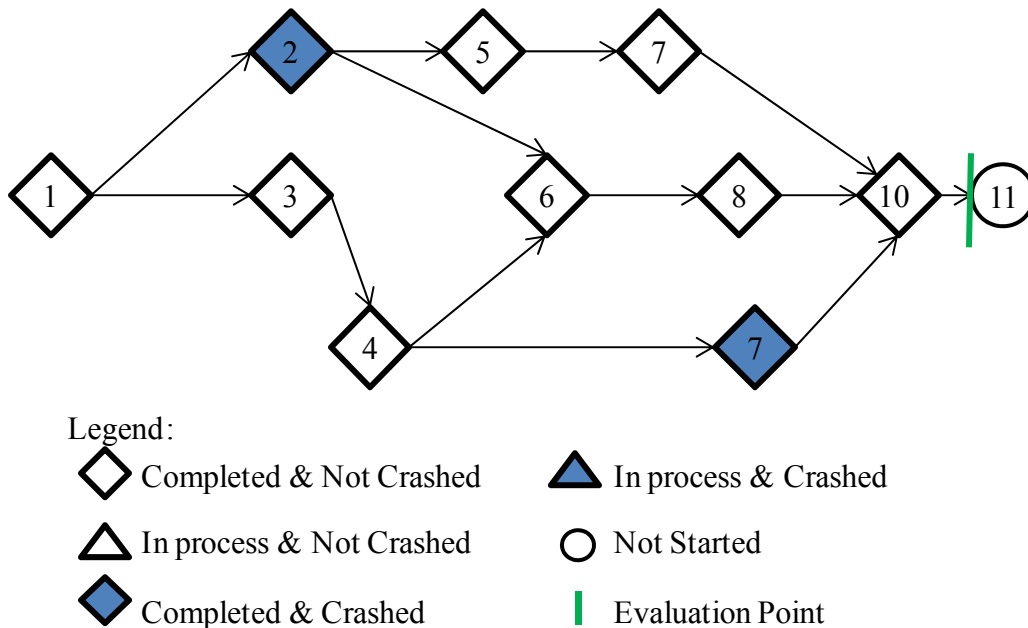 2
5
7
1
3
6
8
10
11
4
7
Legend:
Completed & Not Crashed
In process & Crashed
In process & Not Crashed
Not Started
Completed & Crashed
Evaluation Point